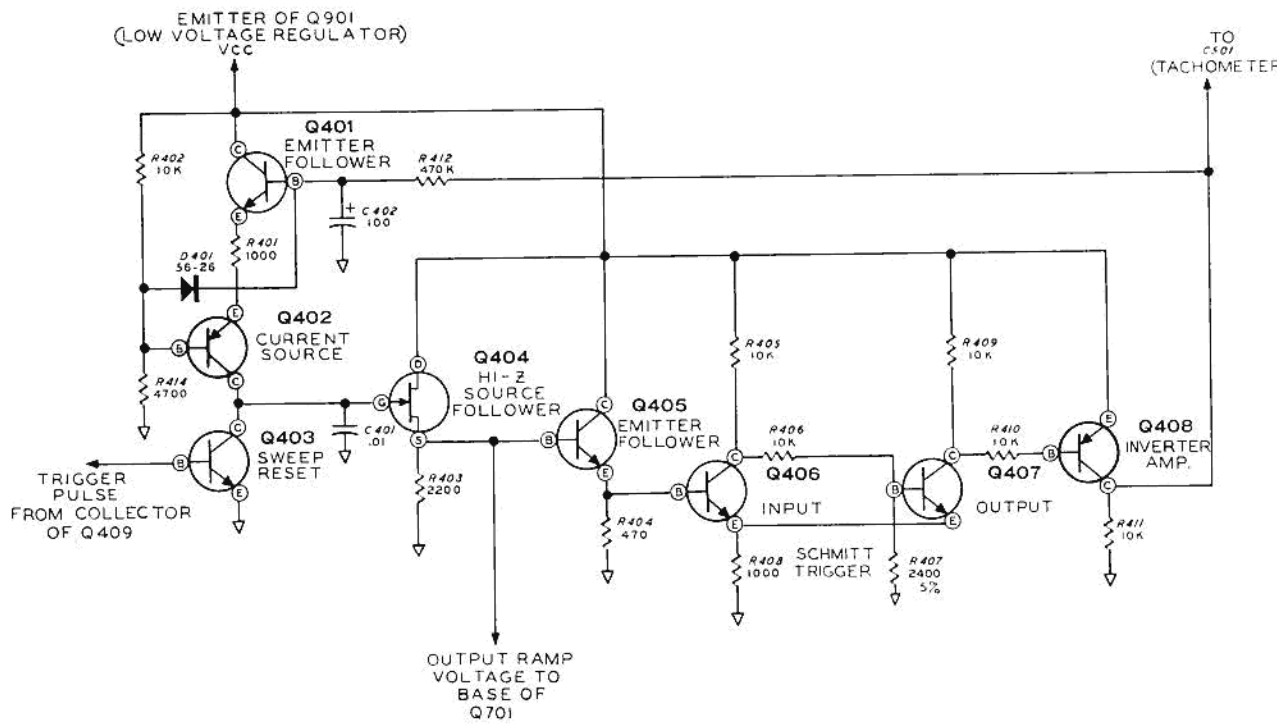 EMITTER OF Q901
(LOW VOLTAGE REGULATOR)
VCC
TO
C501
(TACHOMETER
Q401
EMITTER
FOLLOWER
R402
10K
C
B
E
R412
470K
+
C402
100
R401
1000
D401
56-26
E
Q402
CURRENT
SOURCE
B
C
R414
4700
D
Q404
HI-Z
SOURCE
FOLLOWER
G
S
C401
.01
C
Q403
SWEEP
RESET
B
E
TRIGGER
PULSE
FROM COLLECTOR
OF Q409
R403
2200
C
Q405
EMITTER
FOLLOWER
B
E
R404
470
R405
10K
R406
10K
C
Q406
B
INPUT
E
R408
1000
SCHMITT
TRIGGER
R409
10K
R410
10K
C
Q407
B
OUTPUT
E
R407
2400
5%
E
Q408
INVERTER
AMP.
B
C
R411
10K
OUTPUT RAMP
VOLTAGE TO
BASE OF
Q701